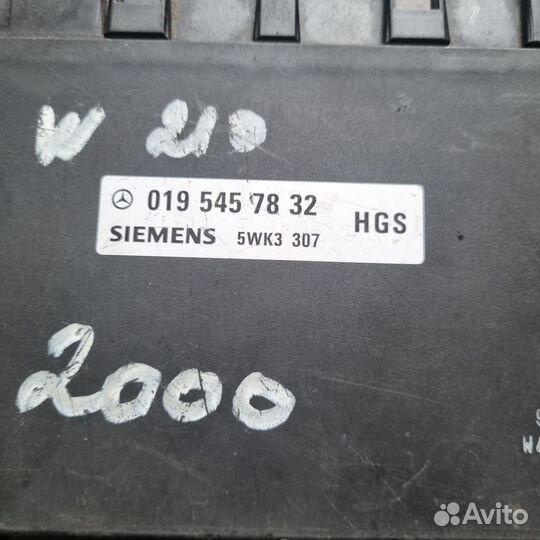 W 210
019 545 78 32 HGS
SIEMENS 5WK3 307
2000
Avito